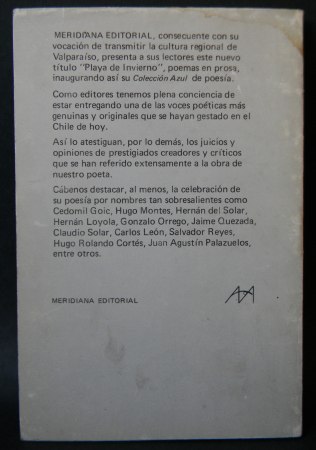 MERIDIANA EDITORIAL, consecuente con su
vocación de transmitir la cultura regional de
Valparaíso, presenta a sus lectores este nuevo
título "Playa de Invierno", poemas en prosa,
inaugurando así su Colección Azul de poesía.
Como editores tenemos plena conciencia de
estar entregando una de las voces poéticas más
genuinas y originales que se hayan gestado en el
Chile de hoy.
Así lo atestiguan, por lo demás, los juicios y
opiniones de prestigiados creadores y críticos
que se han referido extensamente a la obra de
nuestro poeta.
Cábenos destacar, al menos, la celebración de
su poesía por nombres tan sobresalientes como
Cedomil Goic, Hugo Montes, Hernán del Solar,
Hernán Loyola, Gonzalo Orrego, Jaime Quezada,
Claudio Solar, Carlos León, Salvador Reyes,
Hugo Rolando Cortés, Juan Agustín Palazuelos,
entre otros.
MERIDIANA EDITORIAL